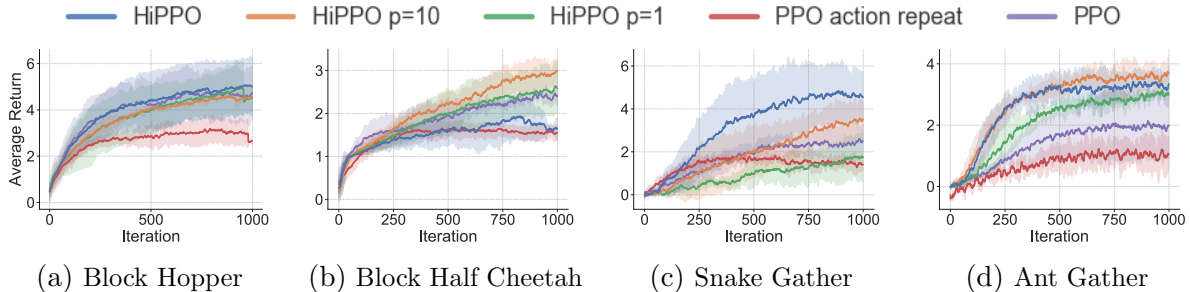 HiPPO HiPPO p=10 HiPPO p=1 PPO action repeat PPO
Average Return
6
4
2
0
0 500 1000
Iteration
(a) Block Hopper
3
2
1
0
0 250 500 750 1000
Iteration
(b) Block Half Cheetah
6
4
2
0
0 250 500 750 1000
Iteration
(c) Snake Gather
4
2
0
0 250 500 750 1000
Iteration
(d) Ant Gather